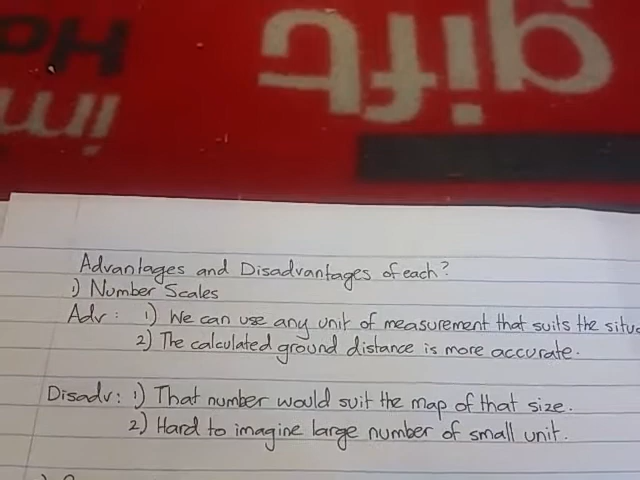 gift
Ho
im
Advantages and Disadvantages of each?
1) Number Scales
Adv : 1) We can use any unit of measurement that suits the
2) The calculated ground distance is more accurate.
Disadv: 1) That number would suit the map of that size.
2) Hard to imagine large number of small unit.